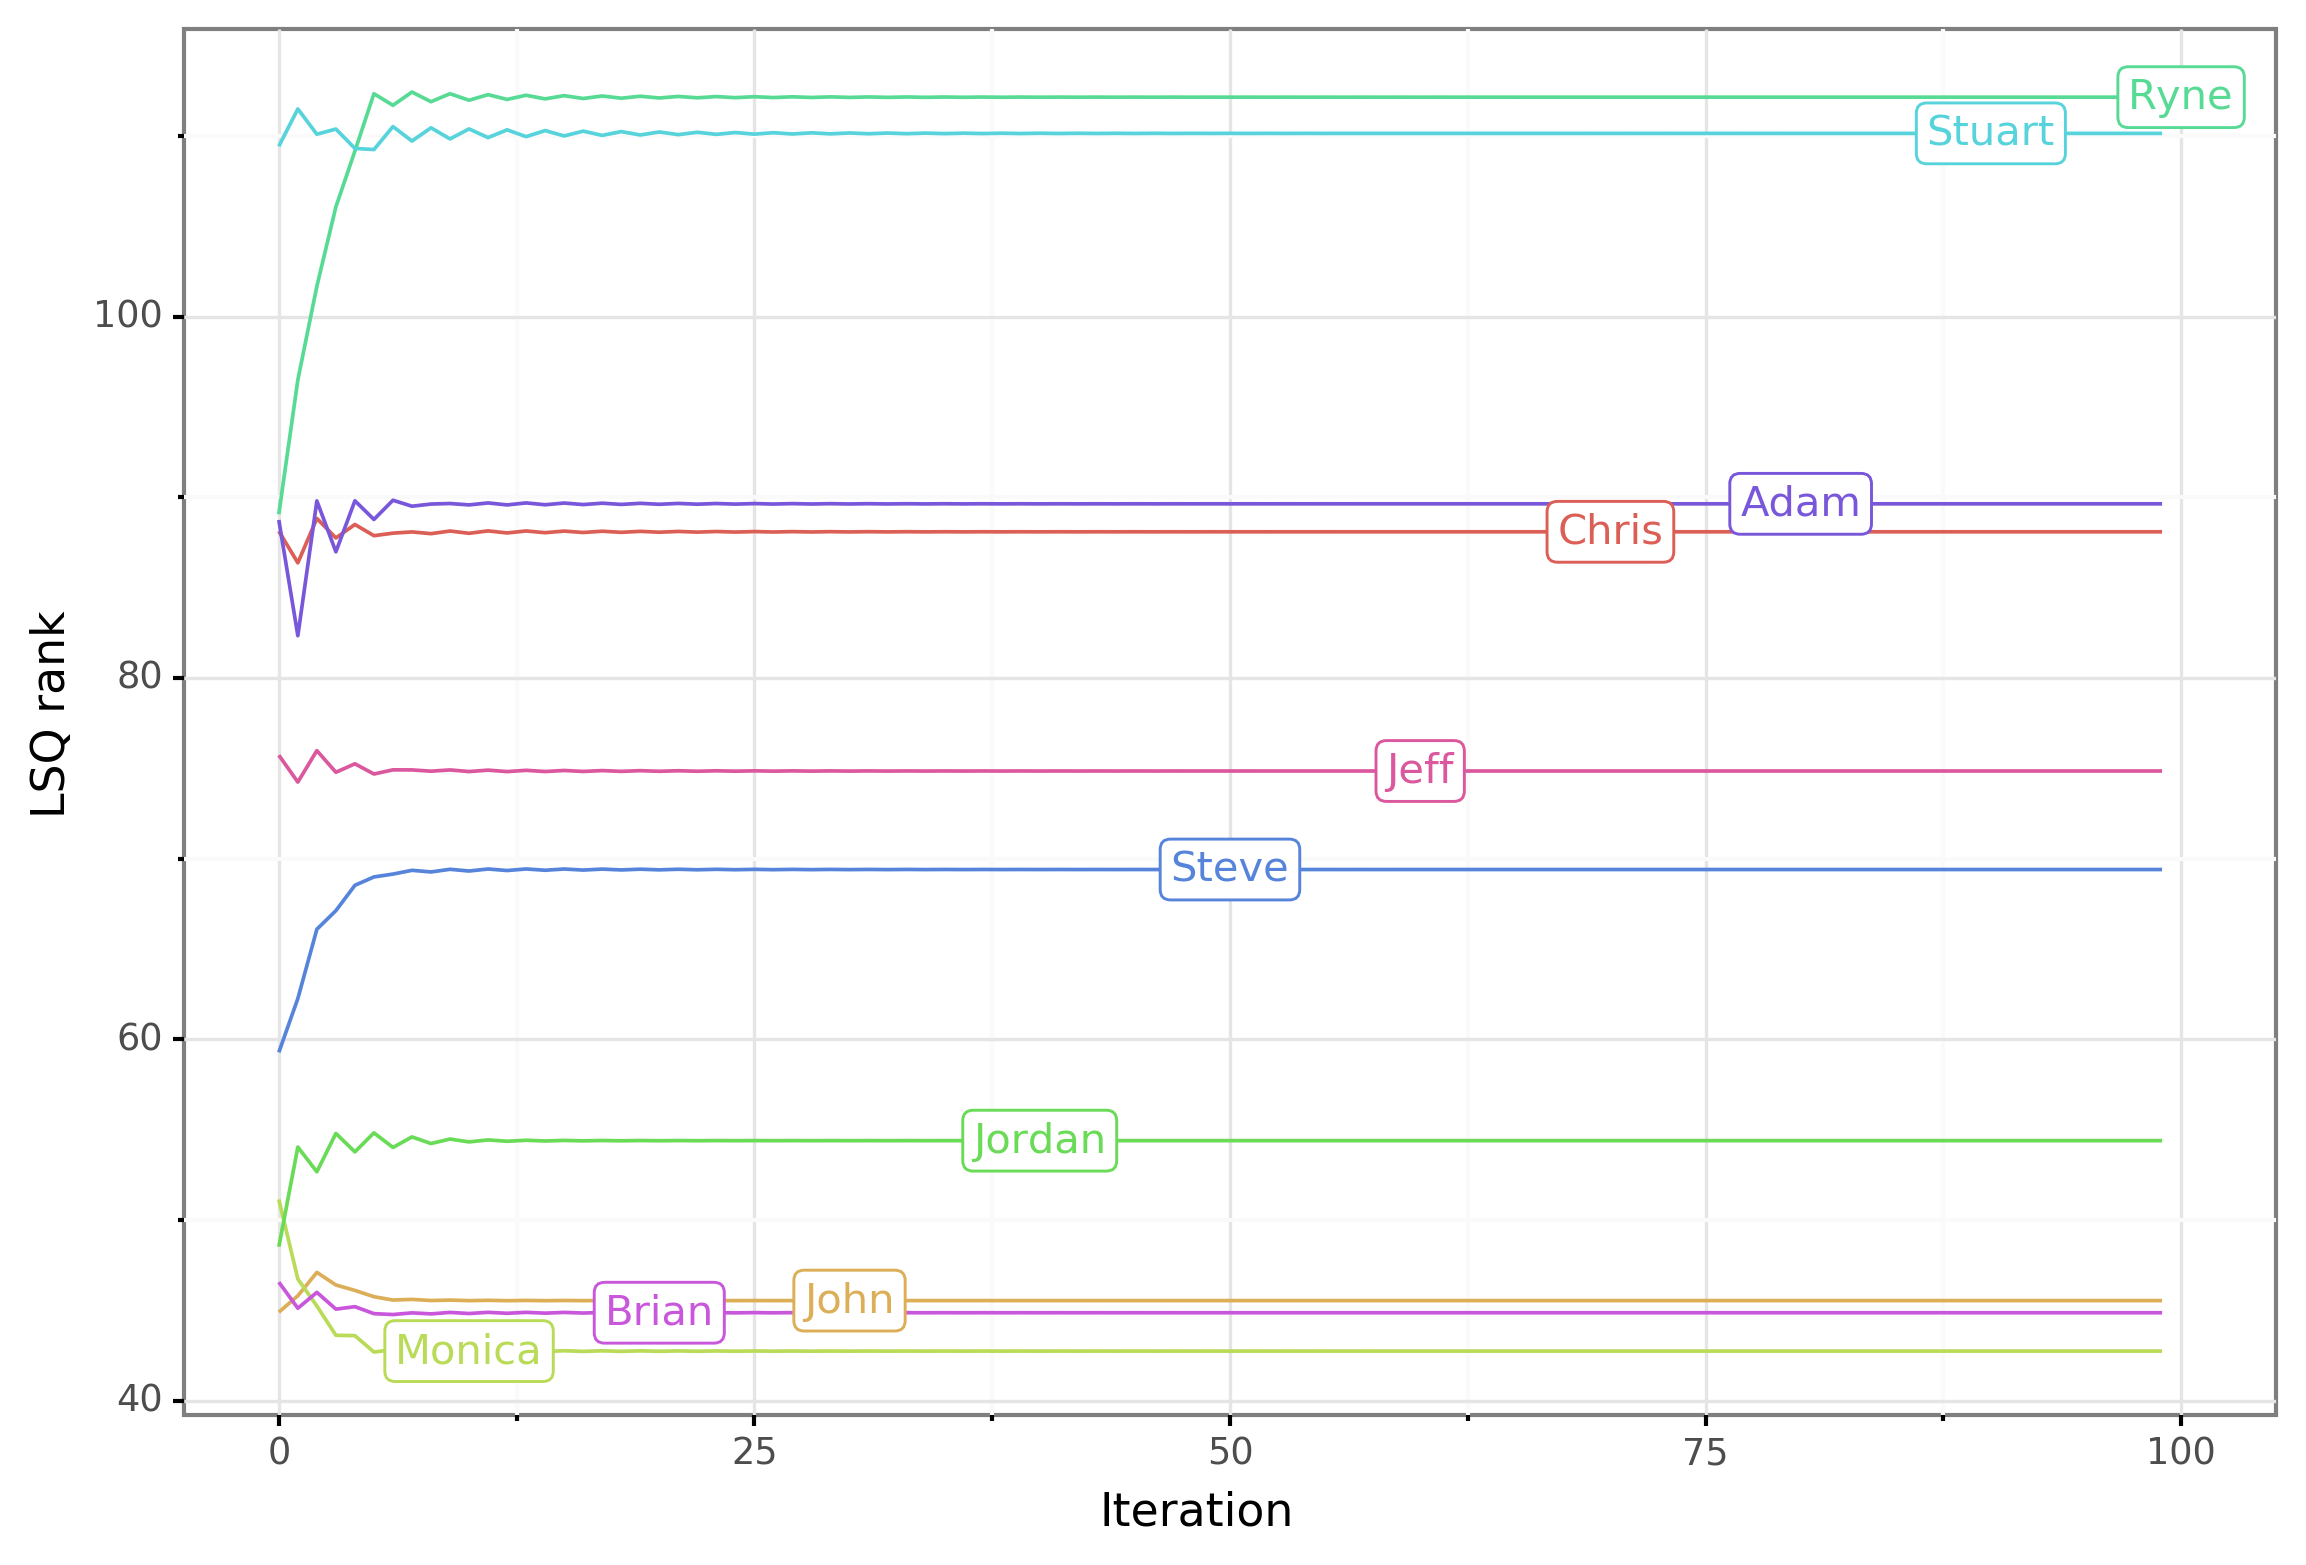 Ryne
Stuart
100
Adam
Chris
80
LSQ rank
Jeff
Steve
60
Jordan
John
Brian
Monica
40
0 25 50 75 100
Iteration